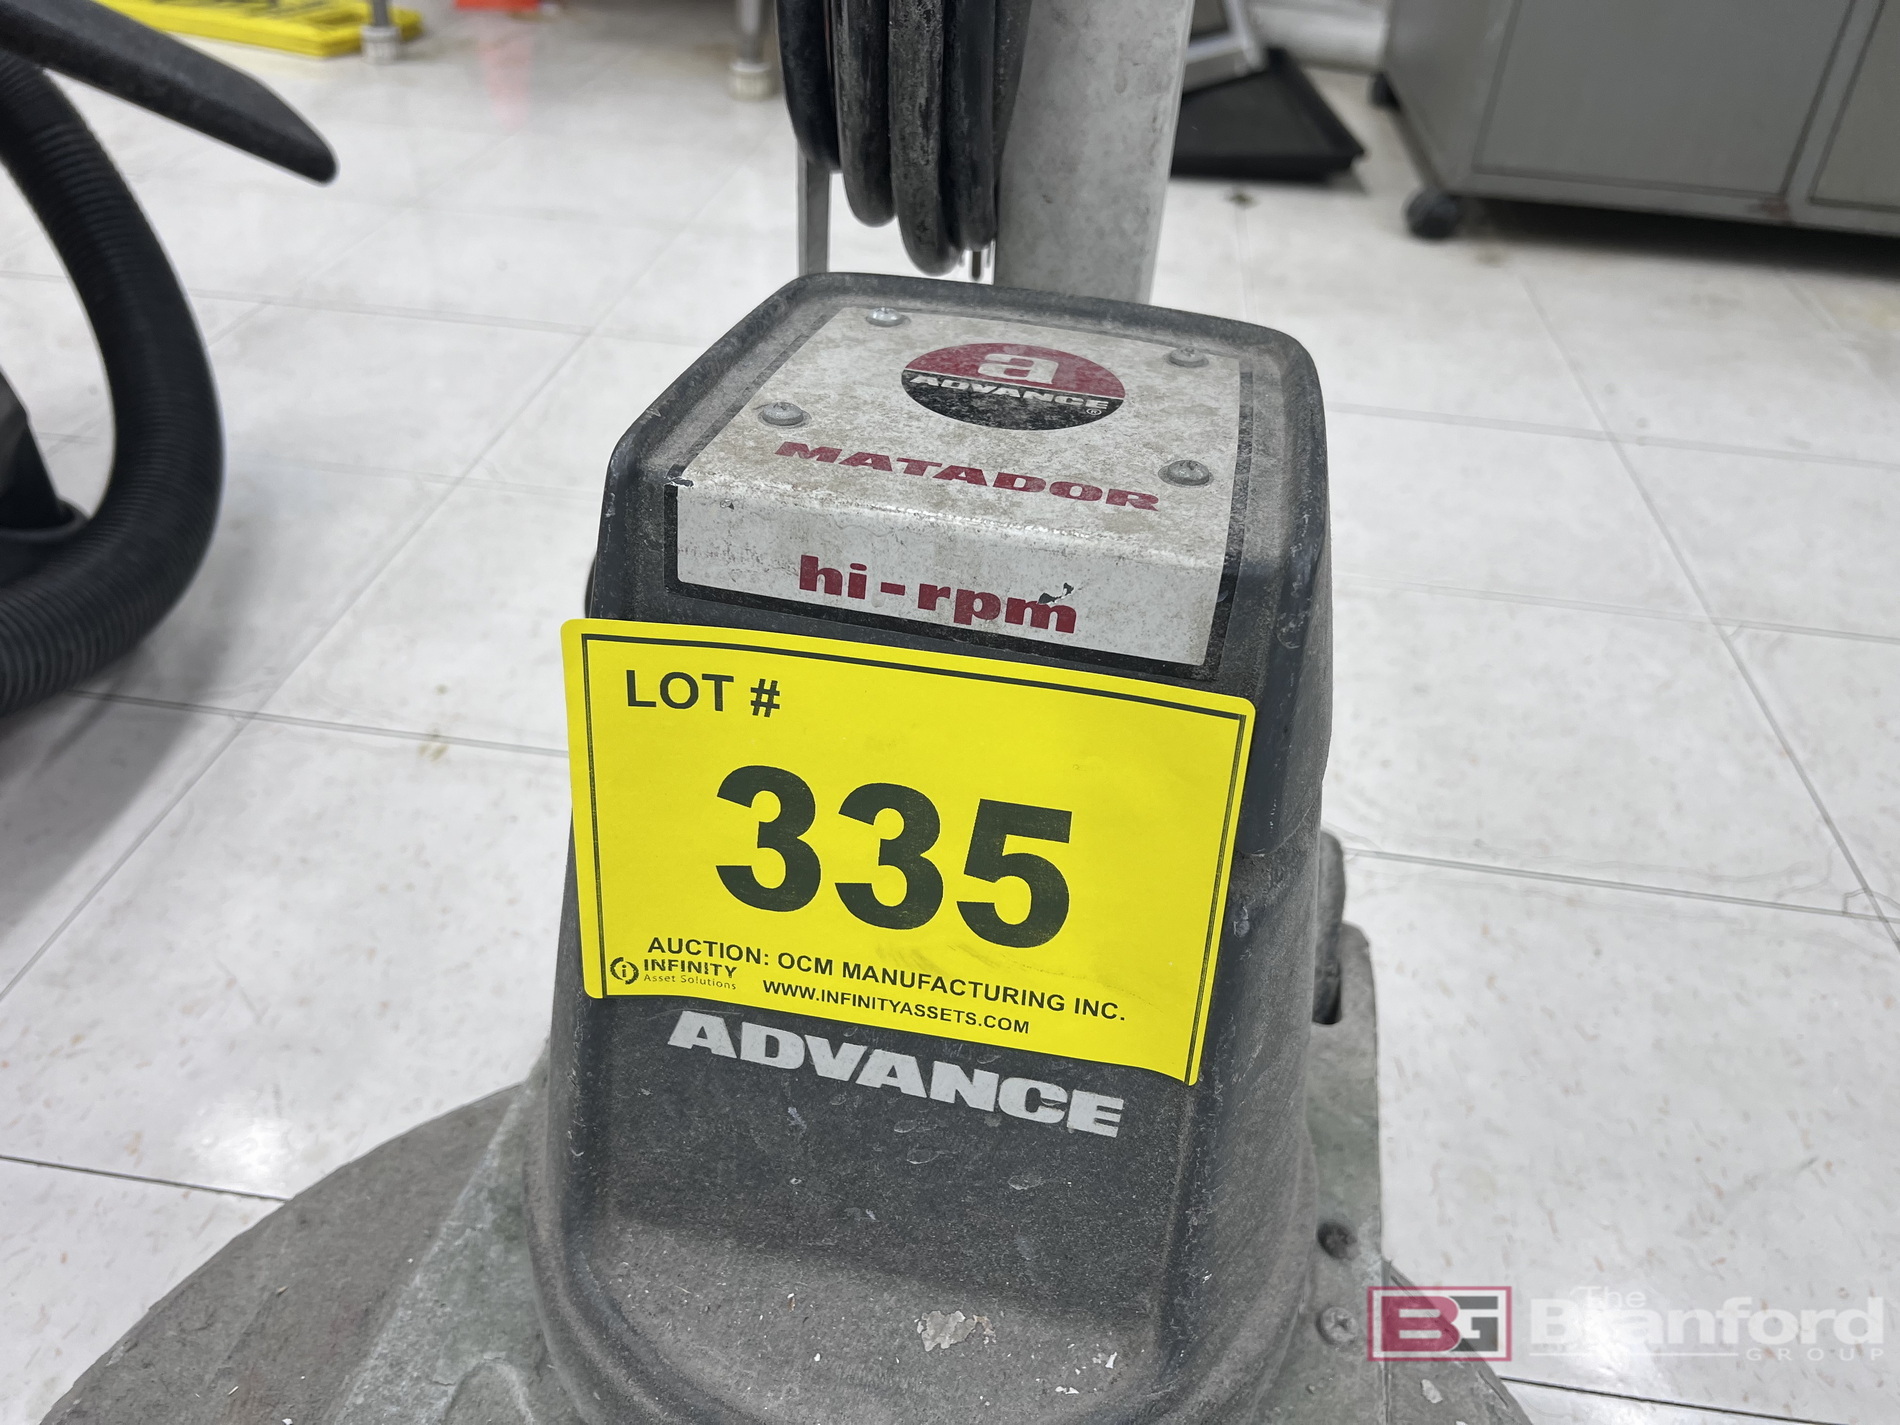 a
ADVANCE
®
MATADOR
hi-rpm
LOT #
335
AUCTION: OCM MANUFACTURING INC.
INFINITY
Asset Solutions
WWW.INFINITYASSETS.COM
ADVANCE
BG The
Branford
GROUP